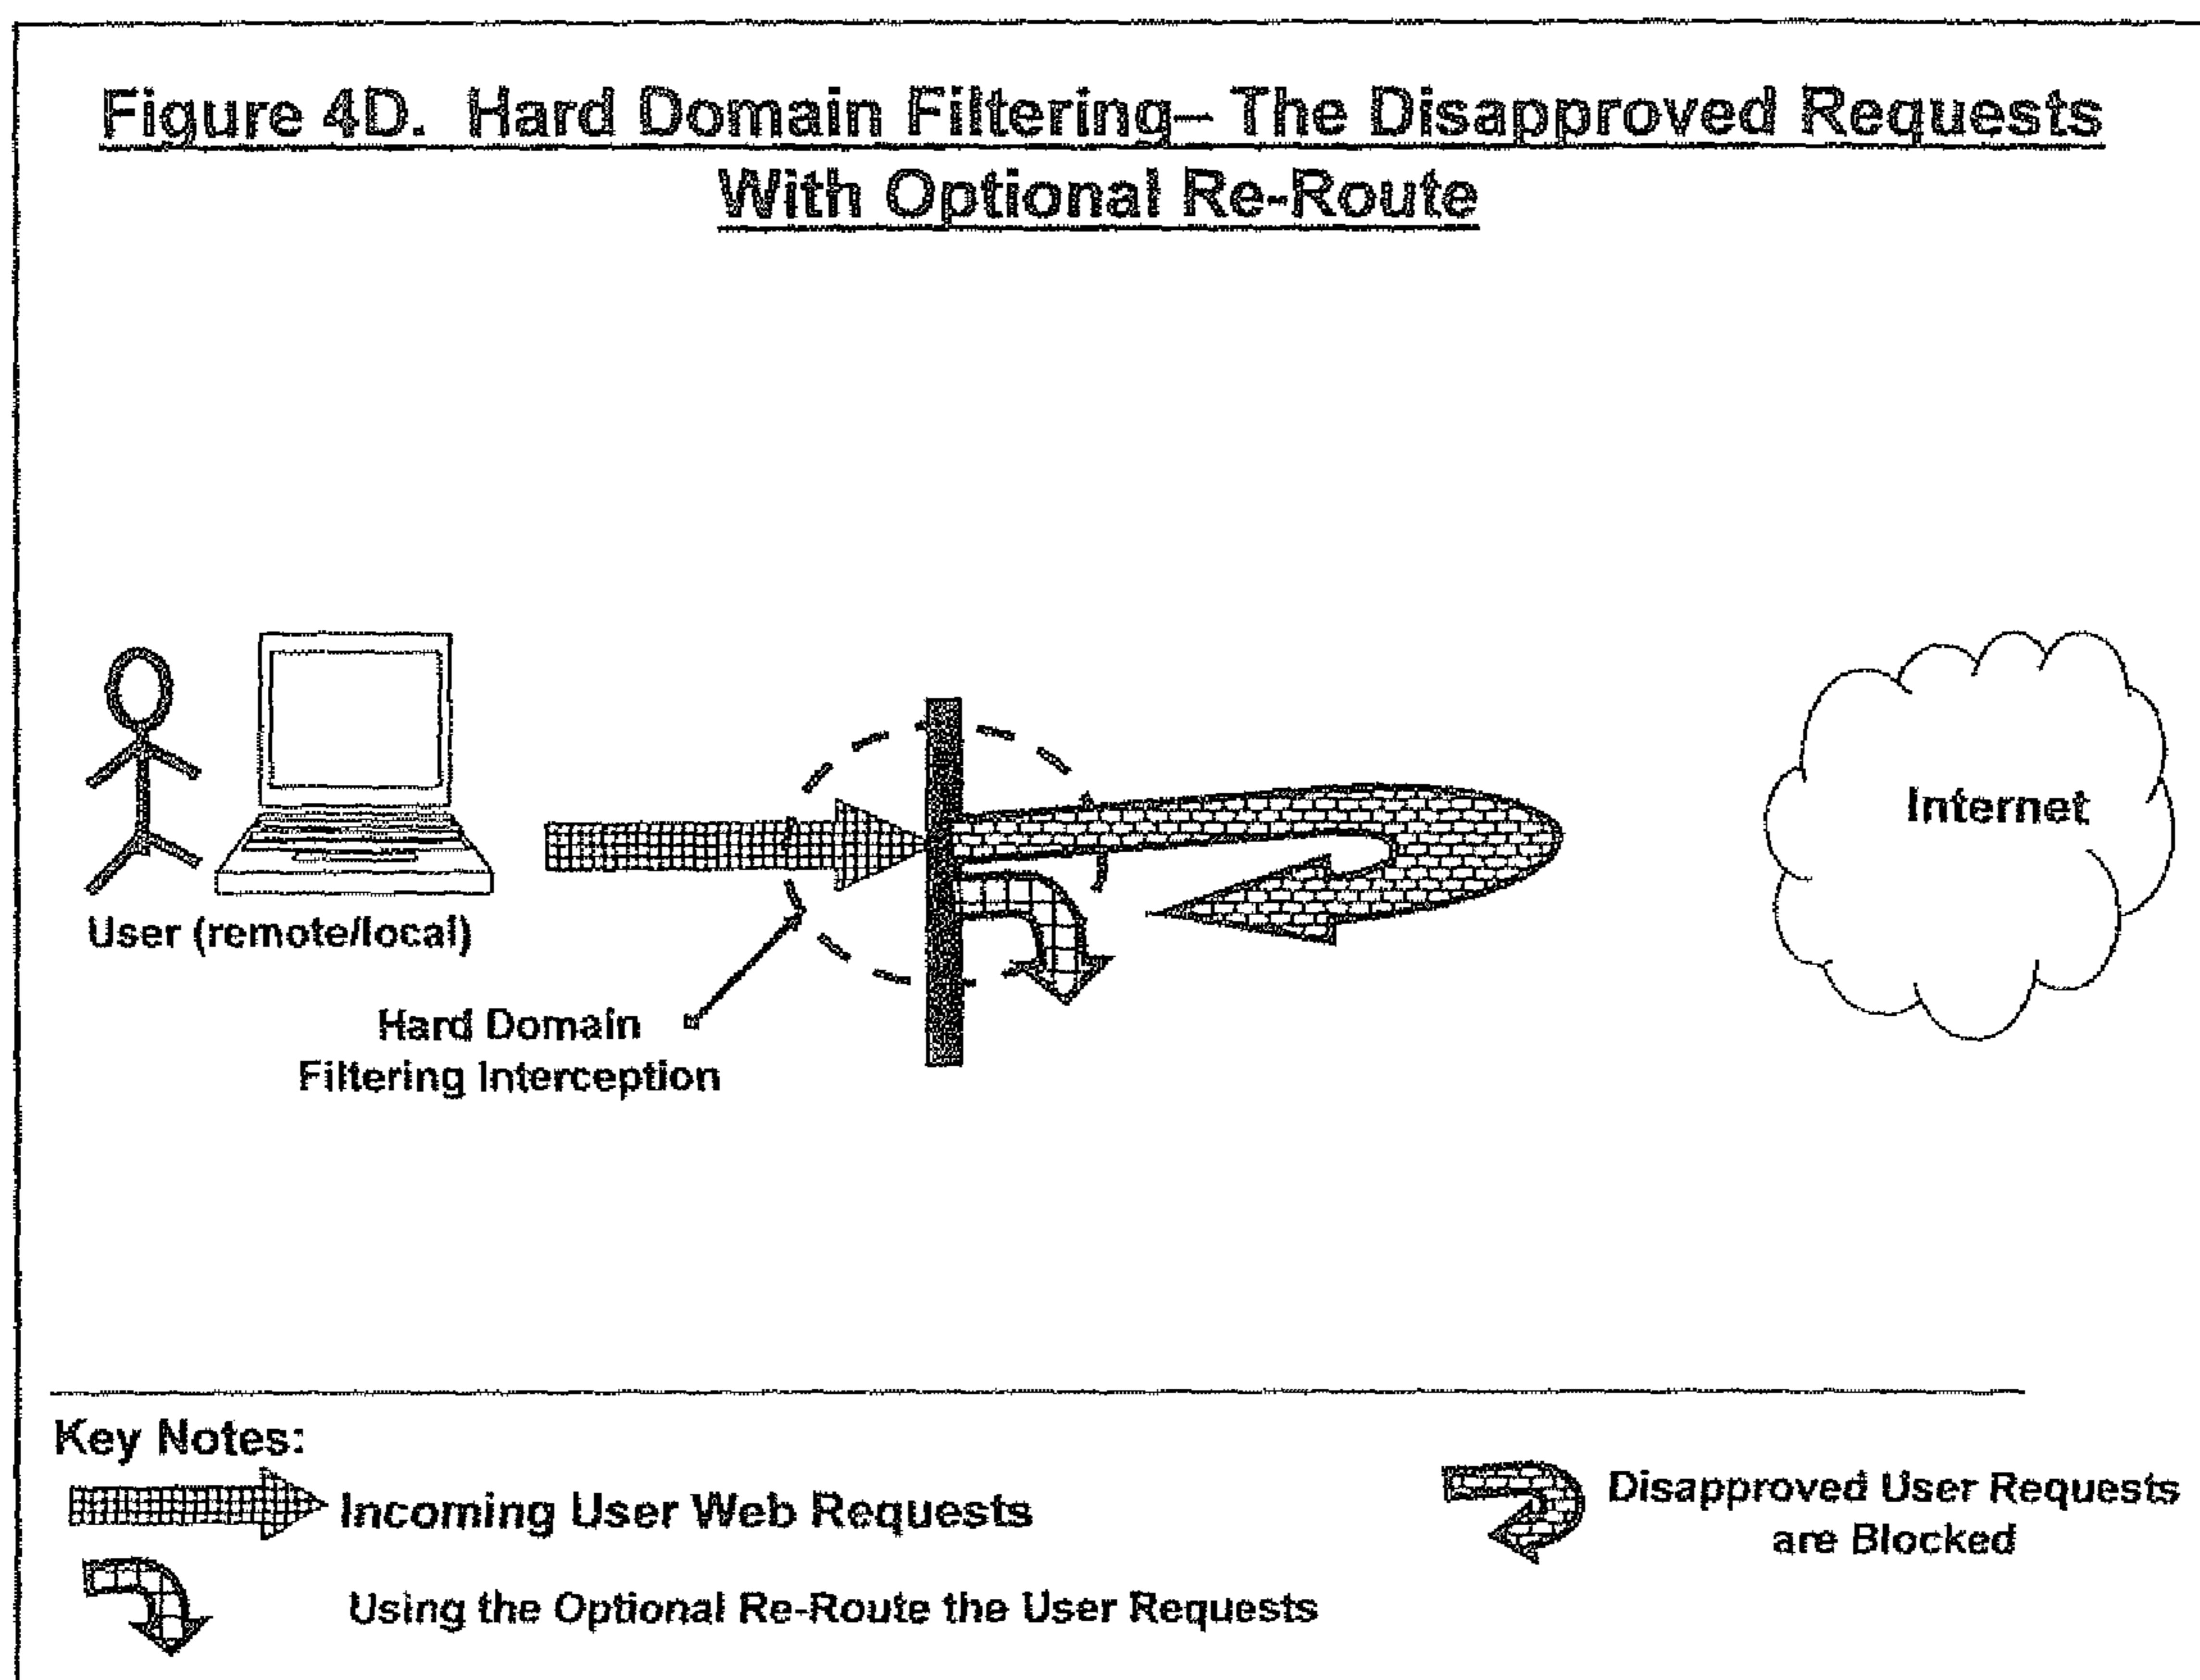 Figure 4D. Hard Domain Filtering– The Disapproved Requests
With Optional Re-Route
User (remote/local)
Internet
Hard Domain
Filtering Interception
Key Notes:
Incoming User Web Requests
Disapproved User Requests
are Blocked
Using the Optional Re-Route the User Requests